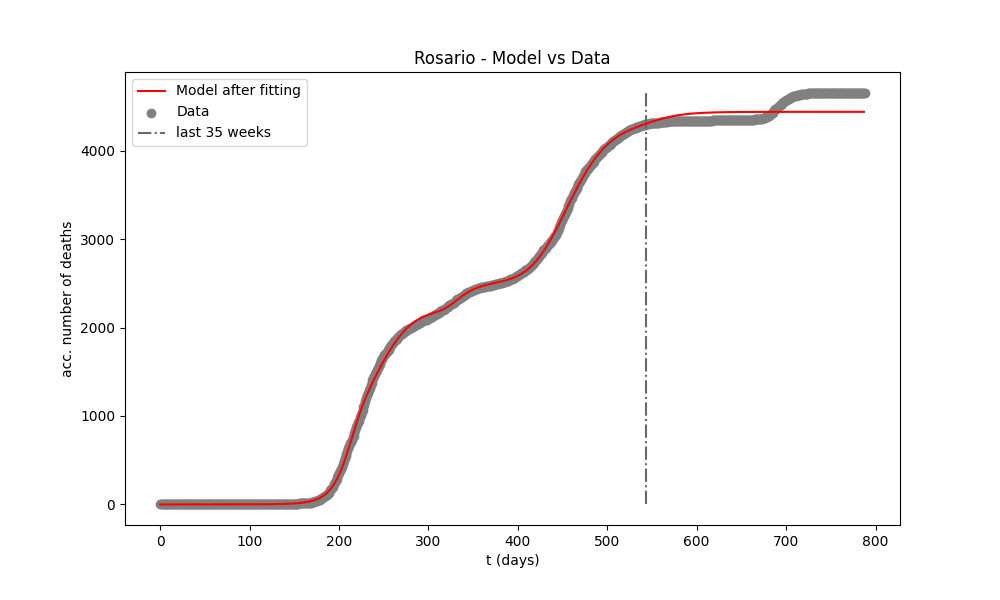 Rosario - Model vs Data
Model after fitting
Data
last 35 weeks
acc. number of deaths
4000
3000
2000
1000
0
0 100 200 300 400 500 600 700 800
t (days)